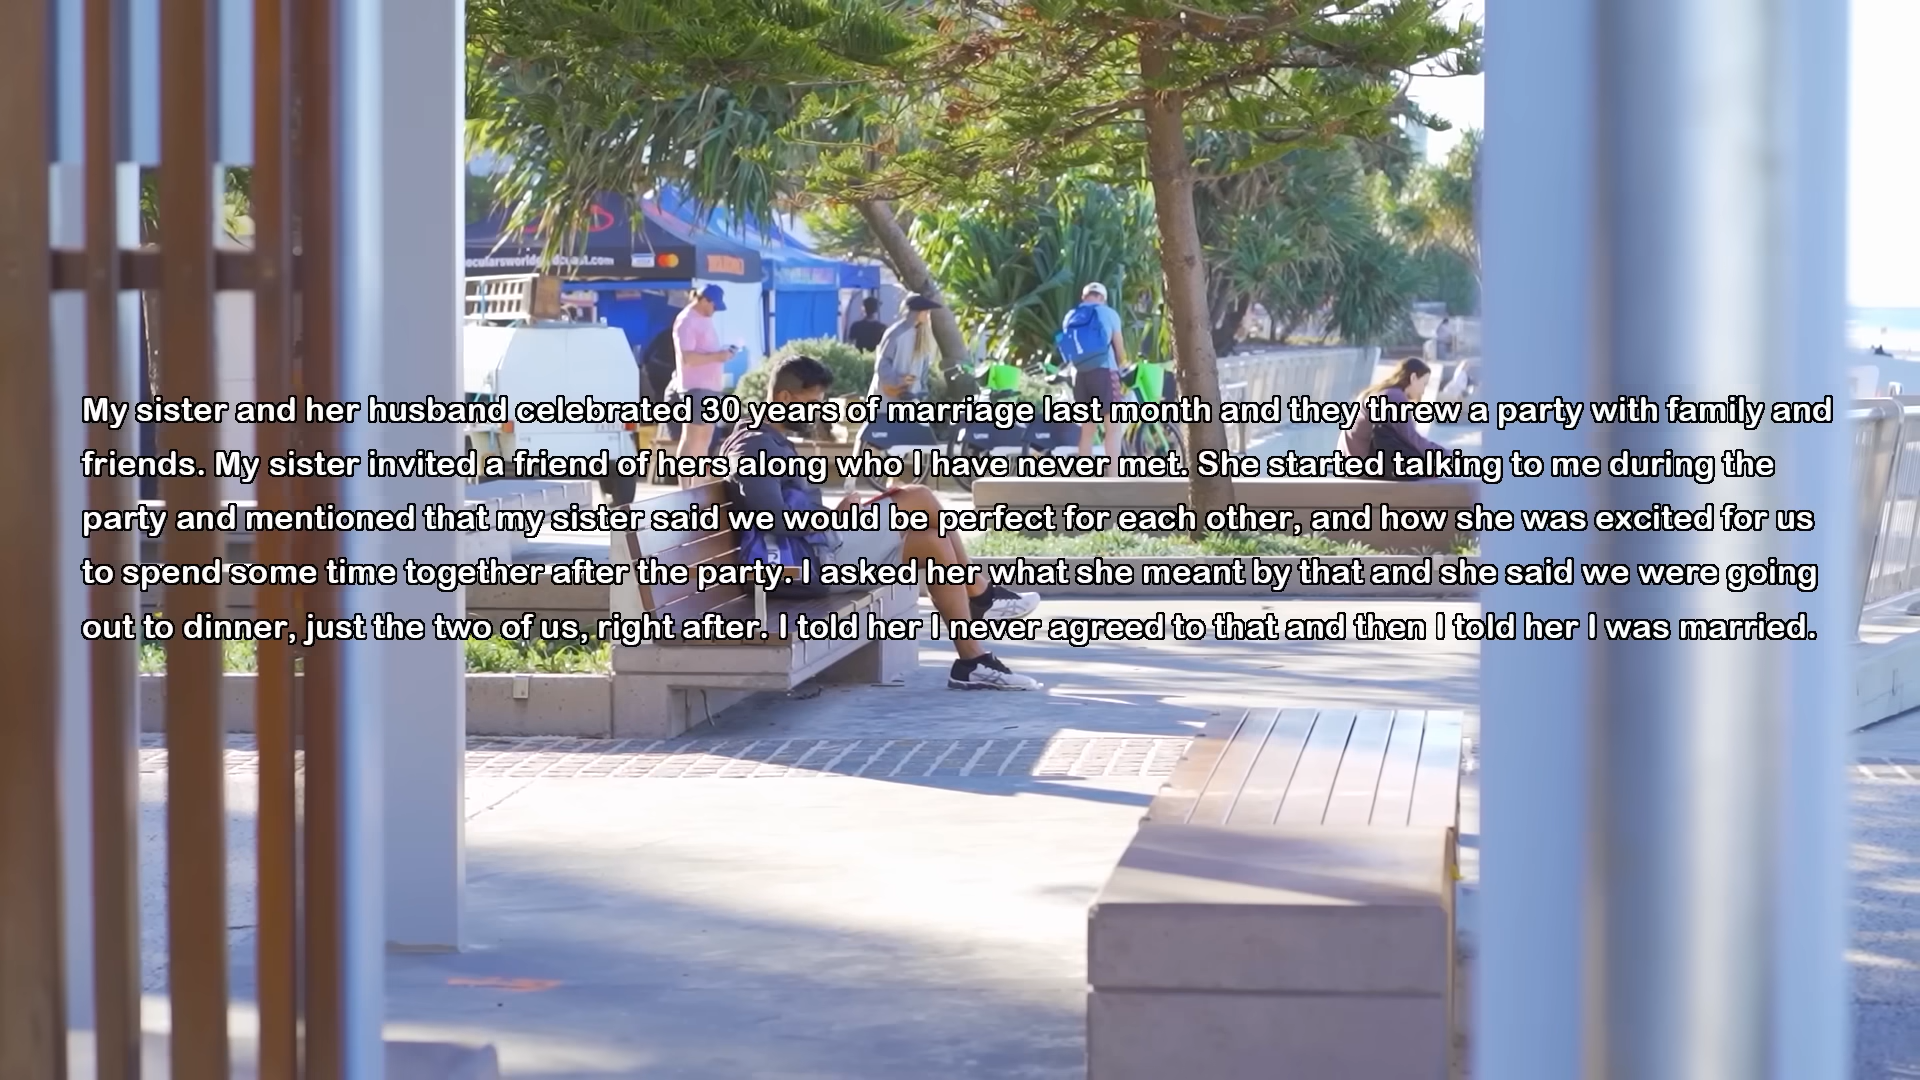 ocularsworldgoldcoast.com
My sister and her husband celebrated 30 years of marriage last month and they threw a party with family and
friends. My sister invited a friend of hers along who I have never met. She started talking to me during the
party and mentioned that my sister said we would be perfect for each other, and how she was excited for us
to spend some time together after the party. I asked her what she meant by that and she said we were going
out to dinner, just the two of us, right after. I told her I never agreed to that and then I told her I was married.